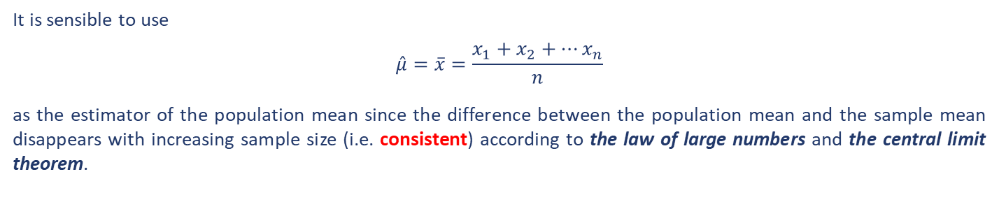 It is sensible to use
μ̂ = x̄ = (x₁ + x₂ + ⋯ xₙ) / n
as the estimator of the population mean since the difference between the population mean and the sample mean
disappears with increasing sample size (i.e. consistent) according to the law of large numbers and the central limit
theorem.